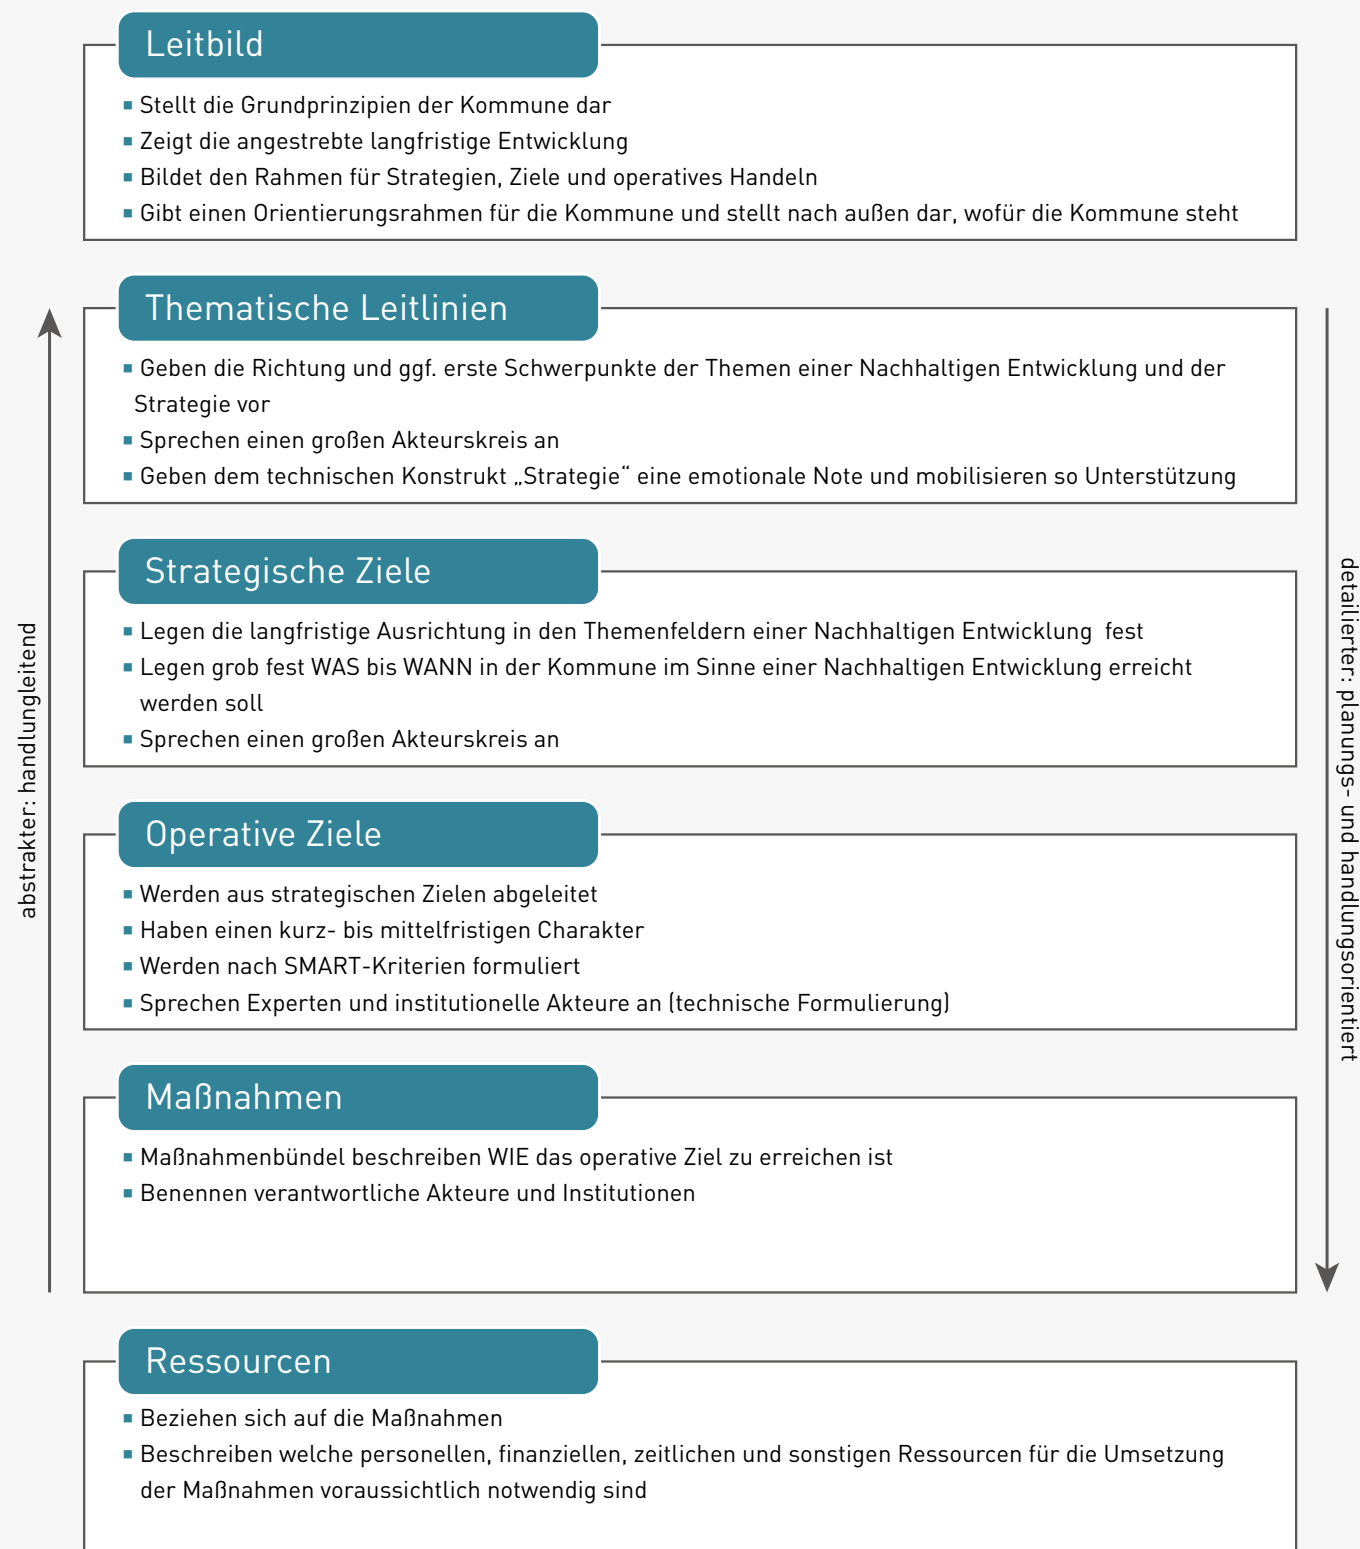 Leitbild
▪ Stellt die Grundprinzipien der Kommune dar
▪ Zeigt die angestrebte langfristige Entwicklung
▪ Bildet den Rahmen für Strategien, Ziele und operatives Handeln
▪ Gibt einen Orientierungsrahmen für die Kommune und stellt nach außen dar, wofür die Kommune steht
Thematische Leitlinien
▪ Geben die Richtung und ggf. erste Schwerpunkte der Themen einer Nachhaltigen Entwicklung und der
Strategie vor
▪ Sprechen einen großen Akteurskreis an
▪ Geben dem technischen Konstrukt „Strategie“ eine emotionale Note und mobilisieren so Unterstützung
Strategische Ziele
▪ Legen die langfristige Ausrichtung in den Themenfeldern einer Nachhaltigen Entwicklung fest
▪ Legen grob fest WAS bis WANN in der Kommune im Sinne einer Nachhaltigen Entwicklung erreicht
werden soll
▪ Sprechen einen großen Akteurskreis an
Operative Ziele
▪ Werden aus strategischen Zielen abgeleitet
▪ Haben einen kurz- bis mittelfristigen Charakter
▪ Werden nach SMART-Kriterien formuliert
▪ Sprechen Experten und institutionelle Akteure an (technische Formulierung)
Maßnahmen
▪ Maßnahmenbündel beschreiben WIE das operative Ziel zu erreichen ist
▪ Benennen verantwortliche Akteure und Institutionen
Ressourcen
▪ Beziehen sich auf die Maßnahmen
▪ Beschreiben welche personellen, finanziellen, zeitlichen und sonstigen Ressourcen für die Umsetzung
der Maßnahmen voraussichtlich notwendig sind
abstrakter: handlungleitend
detailierter: planungs- und handlungsorientiert